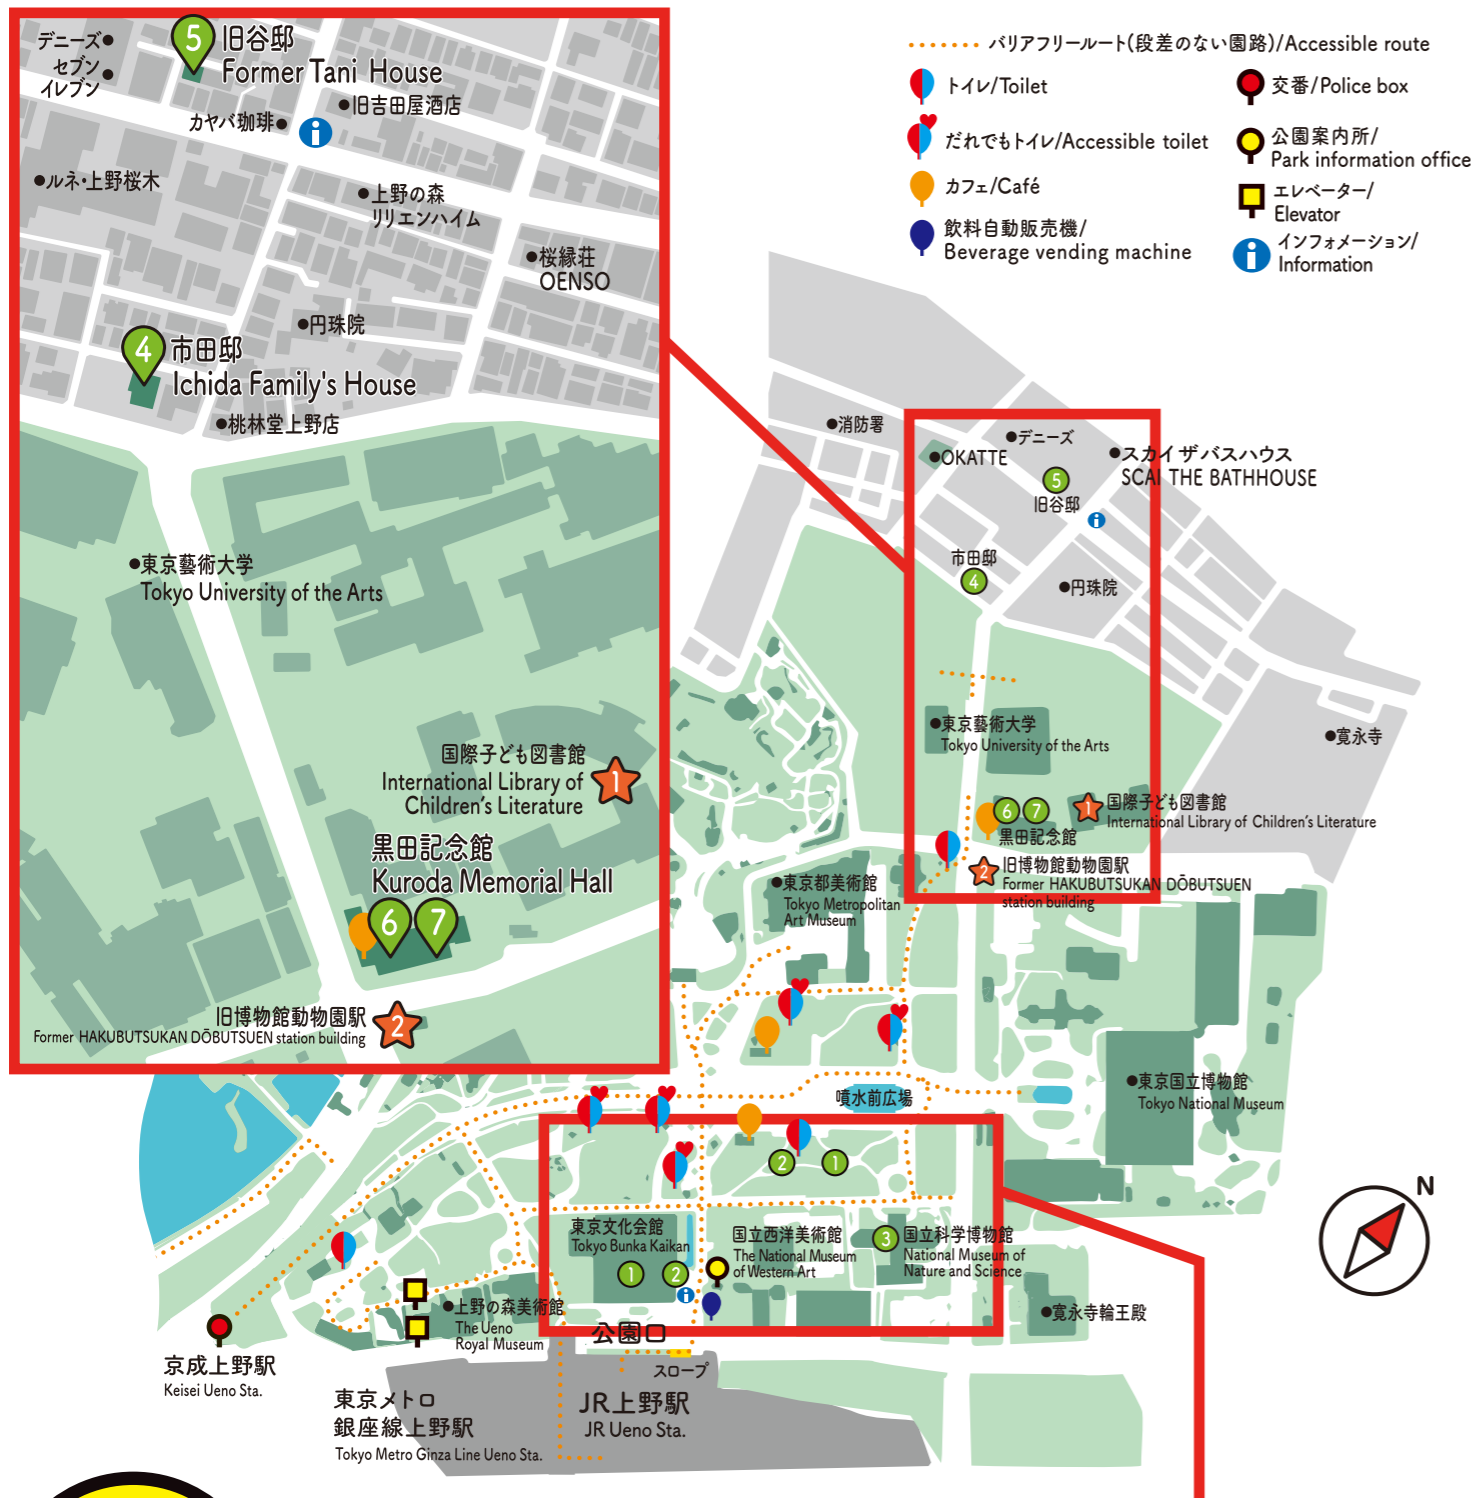 デニーズ
セブン
イレブン
5
旧谷邸
Former Tani House
旧吉田屋酒店
カヤバ珈琲
i
ルネ・上野桜木
上野の森
リリエンハイム
桜縁荘
OENSO
円珠院
4
市田邸
Ichida Family's House
桃林堂上野店
東京藝術大学
Tokyo University of the Arts
国際子ども図書館
International Library of
Children's Literature
1
黒田記念館
Kuroda Memorial Hall
6
7
旧博物館動物園駅
Former HAKUBUTSUKAN DŌBUTSUEN station building
2
バリアフリールート(段差のない園路)/Accessible route
トイレ/Toilet
だれでもトイレ/Accessible toilet
カフェ/Café
飲料自動販売機/
Beverage vending machine
交番/Police box
公園案内所/
Park information office
エレベーター/
Elevator
i
インフォメーション/
Information
消防署
デニーズ
OKATTE
スカイ ザ バスハウス
SCAI THE BATHHOUSE
5
旧谷邸
i
市田邸
4
円珠院
寛永寺
東京藝術大学
Tokyo University of the Arts
6
7
黒田記念館
1
国際子ども図書館
International Library of Children's Literature
2
旧博物館動物園駅
Former HAKUBUTSUKAN DŌBUTSUEN
station building
東京都美術館
Tokyo Metropolitan
Art Museum
東京国立博物館
Tokyo National Museum
噴水前広場
2
1
東京文化会館
Tokyo Bunka Kaikan
1
2
i
国立西洋美術館
The National Museum
of Western Art
3
国立科学博物館
National Museum of
Nature and Science
寛永寺輪王殿
上野の森美術館
The Ueno
Royal Museum
公園口
スロープ
京成上野駅
Keisei Ueno Sta.
東京メトロ
銀座線上野駅
Tokyo Metro Ginza Line Ueno Sta.
JR上野駅
JR Ueno Sta.
N